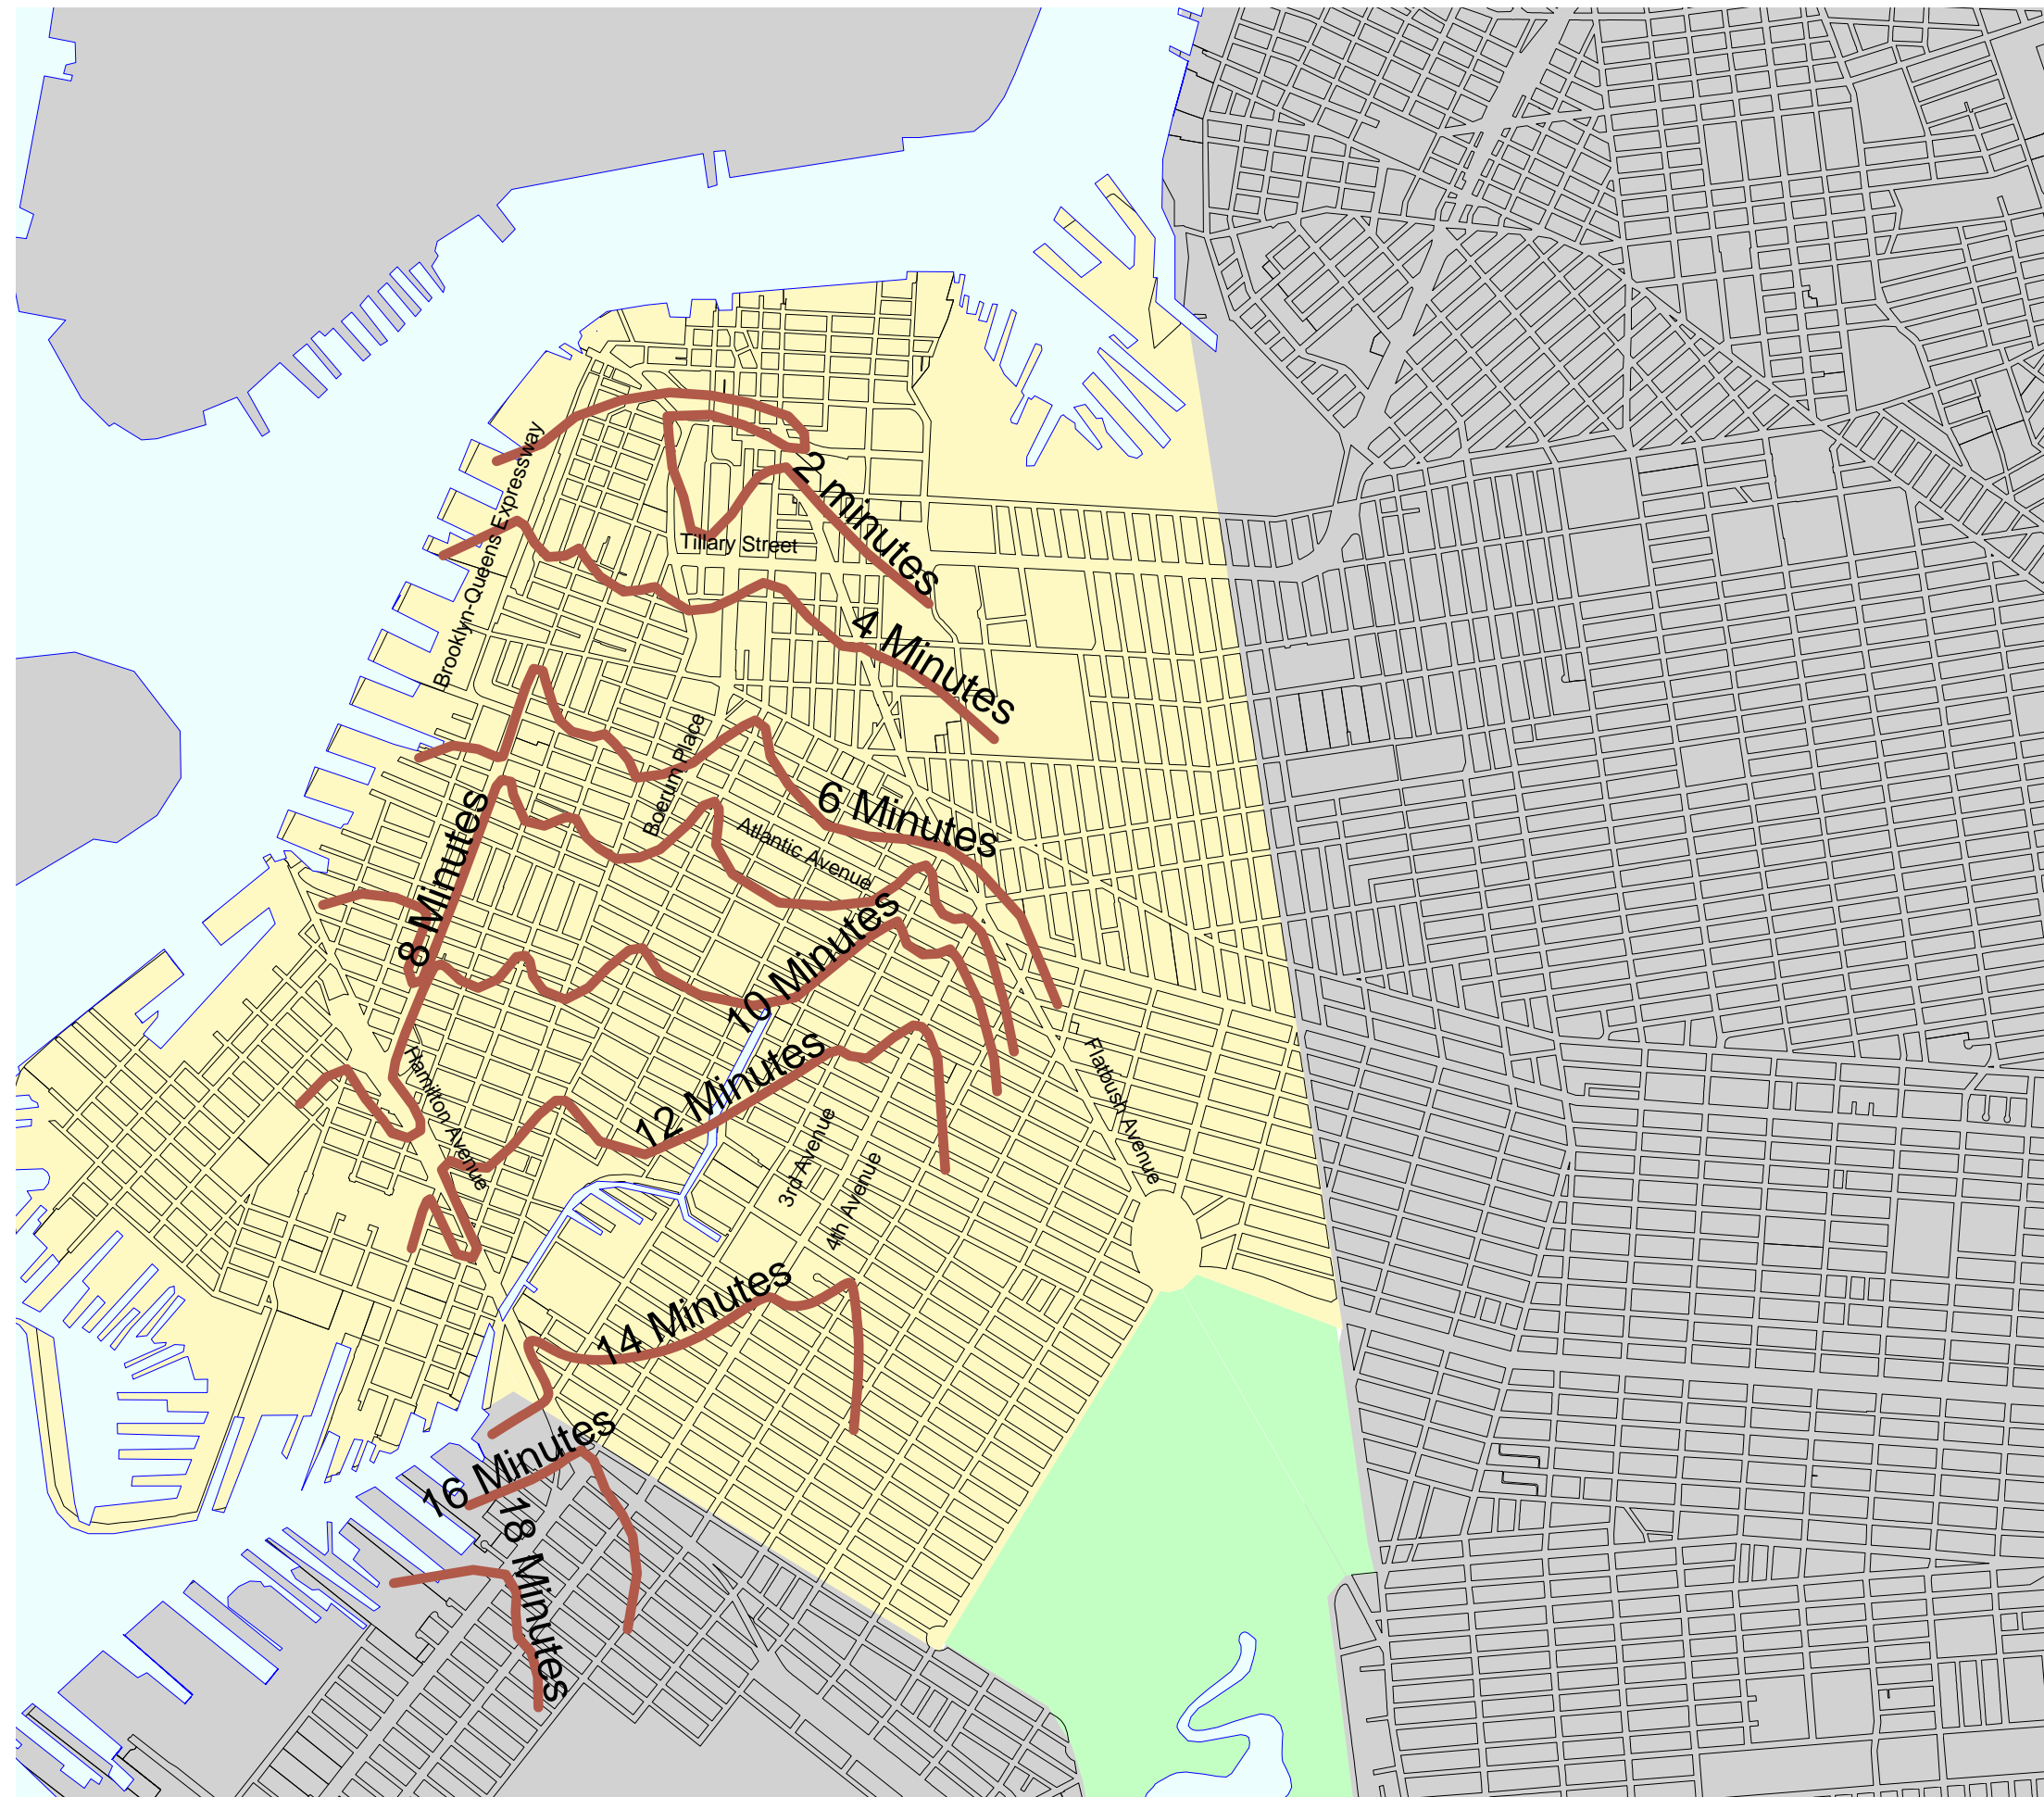 2 minutes
Brooklyn-Queens Expressway
Tillary Street
4 Minutes
Boerum Place
6 Minutes
Atlantic Avenue
8 Minutes
10 Minutes
12 Minutes
Hamilton Avenue
Flatbush Avenue
3rd Avenue
4th Avenue
14 Minutes
16 Minutes
18 Minutes